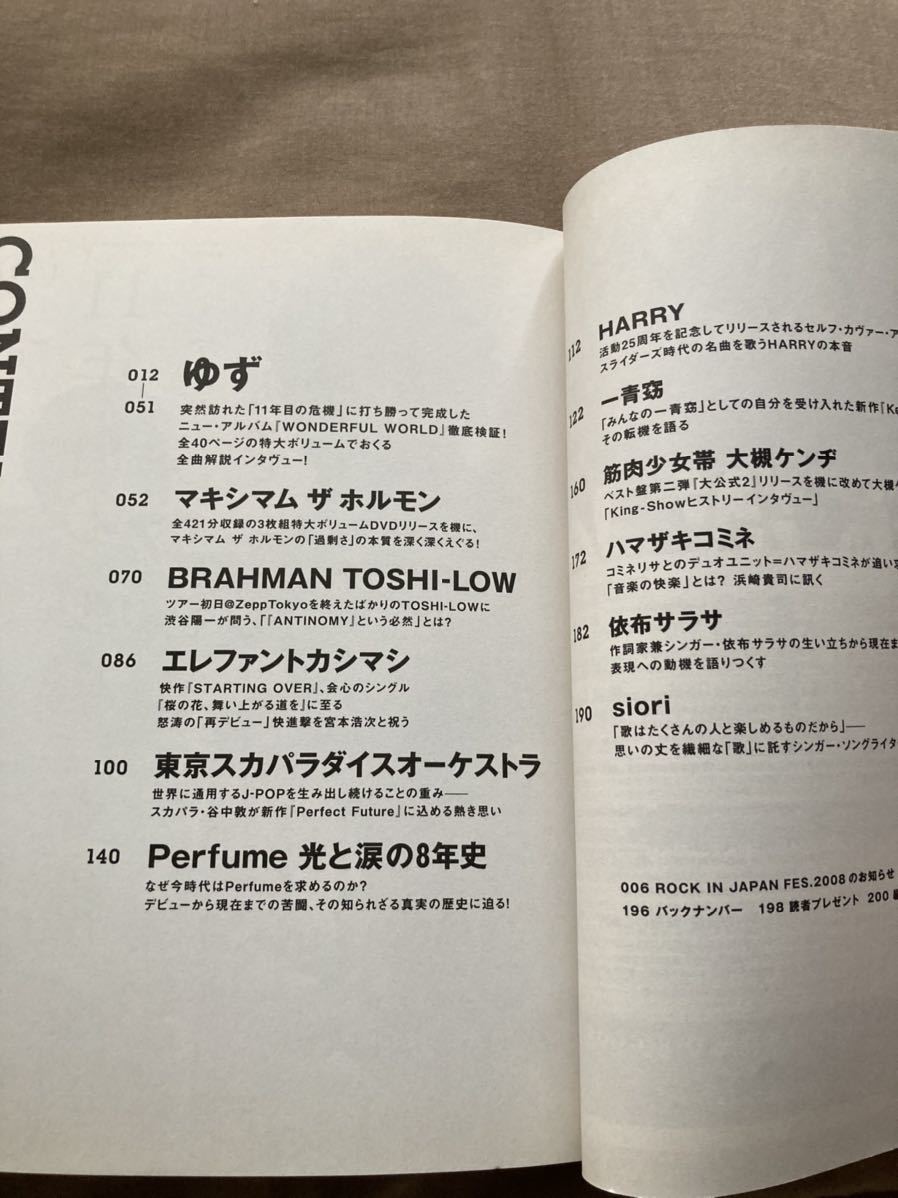 CONTE
012
|
051
ゆず
突然訪れた「11年目の危機」に打ち勝って完成した
ニュー・アルバム『WONDERFUL WORLD』徹底検証!
全40ページの特大ボリュームでおくる
全曲解説インタヴュー!
052 マキシマム ザ ホルモン
全421分収録の3枚組特大ボリュームDVDリリースを機に、
マキシマム ザ ホルモンの「過剰さ」の本質を深く深くえぐる!
070 BRAHMAN TOSHI-LOW
ツアー初日@ZeppTokyoを終えたばかりのTOSHI-LOWに
渋谷陽一が問う、「『ANTINOMY』という必然」とは?
086 エレファントカシマシ
快作『STARTING OVER』、会心のシングル
『桜の花、舞い上がる道を』に至る
怒涛の「再デビュー」快進撃を宮本浩次と祝う
100 東京スカパラダイスオーケストラ
世界に通用するJ-POPを生み出し続けることの重み——
スカパラ・谷中敦が新作『Perfect Future』に込める熱き思い
140 Perfume 光と涙の8年史
なぜ今時代はPerfumeを求めるのか?
デビューから現在までの苦闘、その知られざる真実の歴史に迫る!
112 HARRY
活動25周年を記念してリリースされるセルフ・カヴァー・ア
スライダーズ時代の名曲を歌うHARRYの本音
122 一青窈
「みんなの一青窈」としての自分を受け入れた新作『Ke
その転機を語る
160 筋肉少女帯 大槻ケンヂ
ベスト盤第二弾『大公式2』リリースを機に改めて大槻ケ
「King-Showヒストリーインタヴュー」
172 ハマザキコミネ
コミネリサとのデュオユニット=ハマザキコミネが追い求
「音楽の快楽」とは? 浜崎貴司に訊く
182 依布サラサ
作詞家兼シンガー・依布サラサの生い立ちから現在ま
表現への動機を語りつくす
190 siori
「歌はたくさんの人と楽しめるものだから」——
思いの丈を繊細な「歌」に託すシンガー・ソングライタ
006 ROCK IN JAPAN FES.2008のお知らせ
196 バックナンバー 198 読者プレゼント 200 編